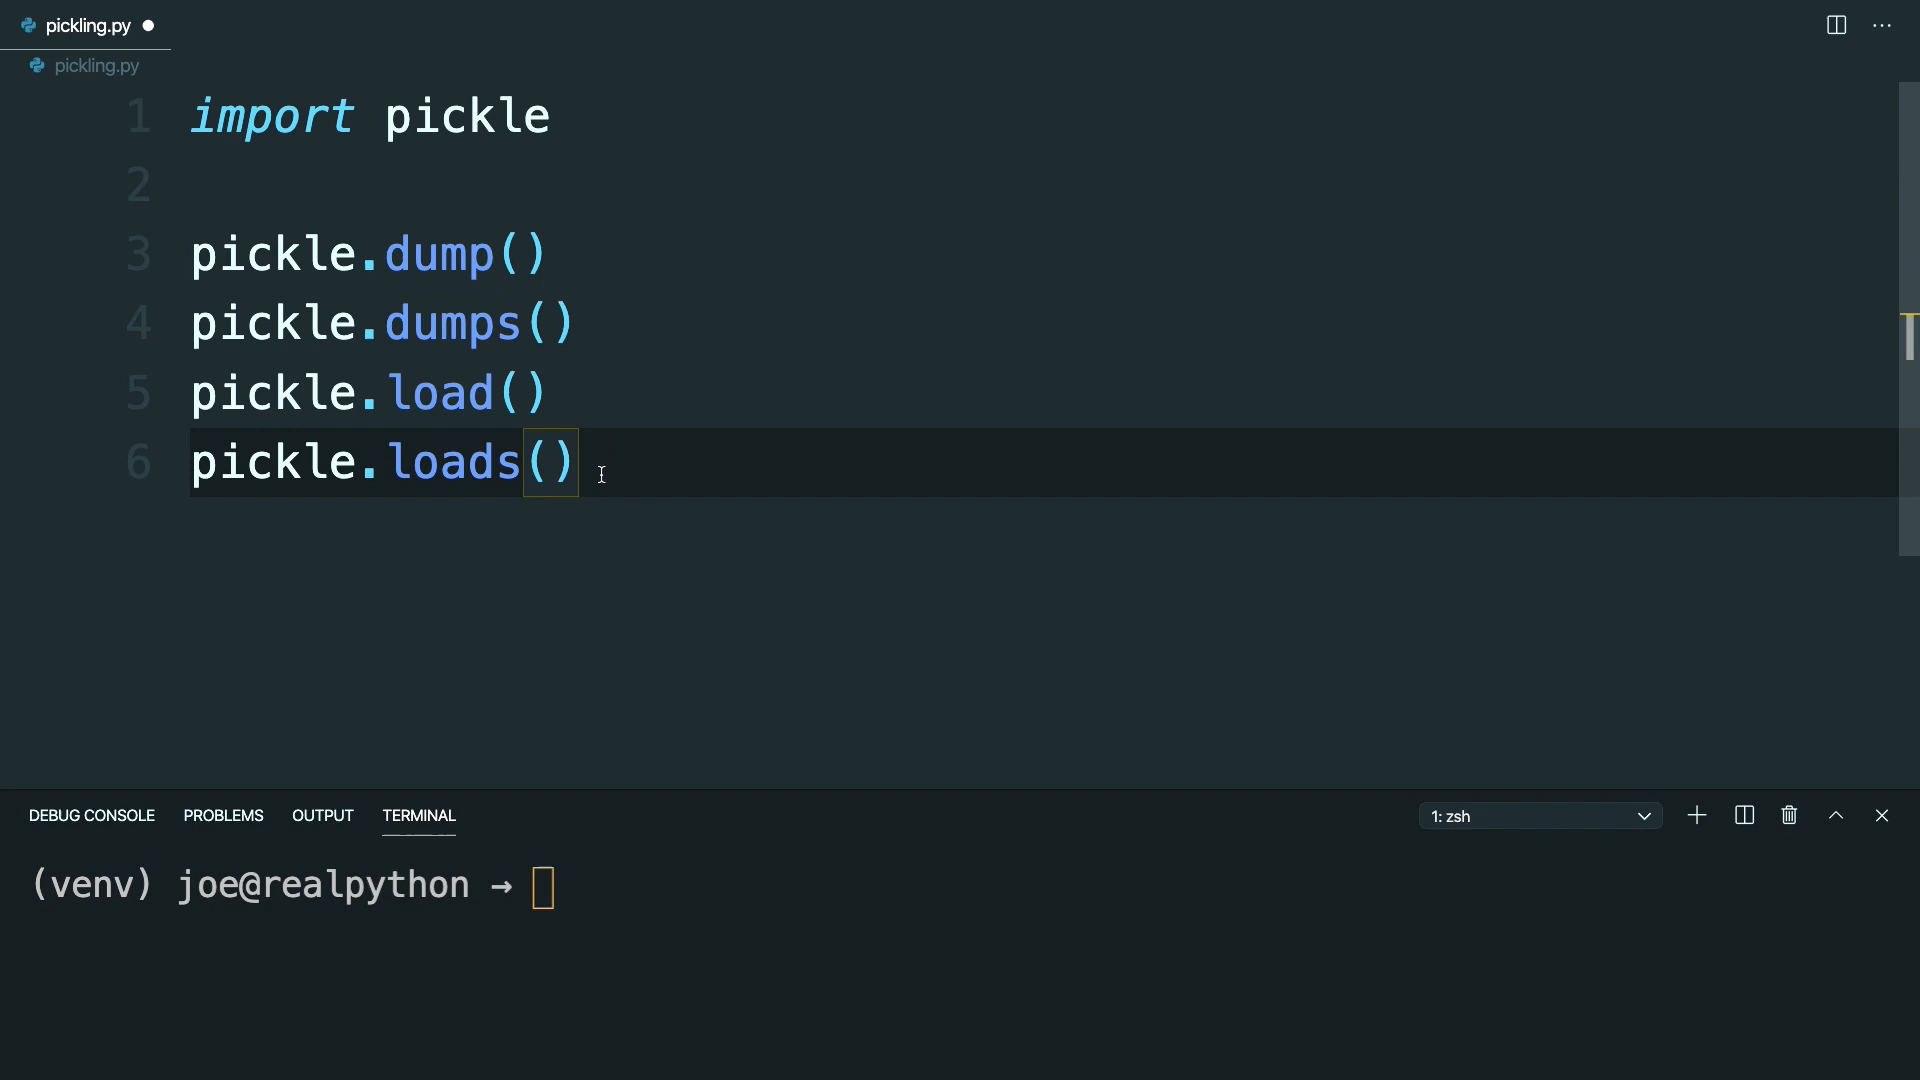 pickling.py
pickling.py
1 import pickle
2
3 pickle.dump()
4 pickle.dumps()
5 pickle.load()
6 pickle.loads()
DEBUG CONSOLE PROBLEMS OUTPUT TERMINAL 1: zsh
(venv) joe@realpython →